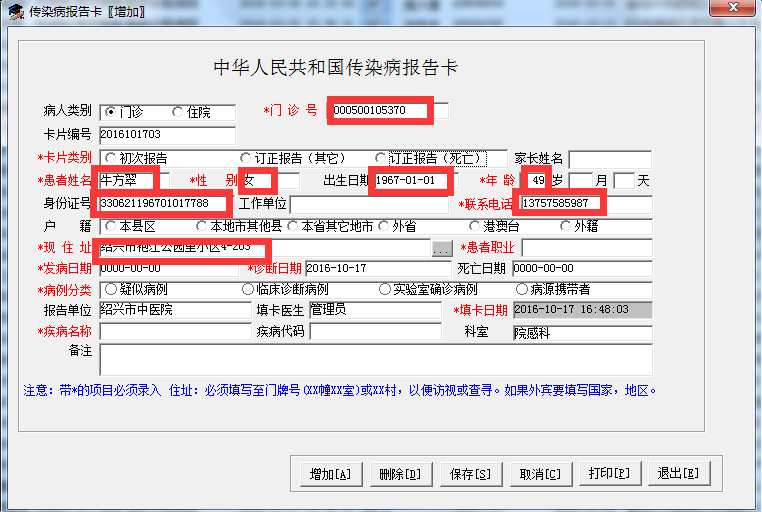 传染病报告卡〖增加〗
中华人民共和国传染病报告卡
病人类别 门诊 住院 *门 诊 号 000500105370
卡片编号 2016101703
*卡片类别 初次报告 订正报告（其它） 订正报告（死亡） 家长姓名
*患者姓名 牛方翠 *性 别 女 出生日期 1967-01-01 *年 龄 49 岁 月 天
身份证号 330621196701017788 工作单位 *联系电话 13757585987
户 籍 本县区 本地市其他县 本省其它地市 外省 港澳台 外籍
*现 住 址 绍兴市袍江公园里小区4-203 ... *患者职业
*发病日期 0000-00-00 *诊断日期 2016-10-17 死亡日期 0000-00-00
*病例分类 疑似病例 临床诊断病例 实验室确诊病例 病源携带者
报告单位 绍兴市中医院 填卡医生 管理员 *填卡日期 2016-10-17 16:48:03
*疾病名称 疾病代码 科室 院感科
备注
注意：带*的项目必须录入 住址：必须填写至门牌号(XX幢XX室)或XX村，以便访视或查寻。如果外宾要填写国家，地区。
增加[A] 删除[D] 保存[S] 取消[C] 打印[P] 退出[E]